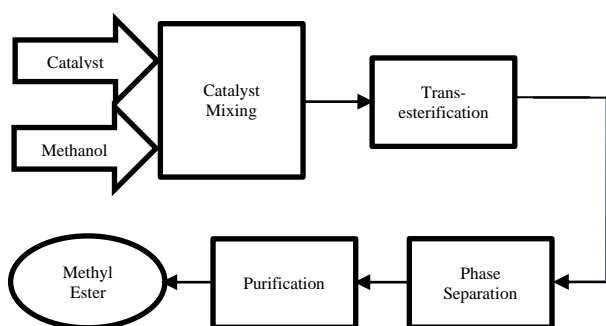 Catalyst
Methanol
Catalyst
Mixing
Trans-
esterification
Methyl
Ester
Purification
Phase
Separation